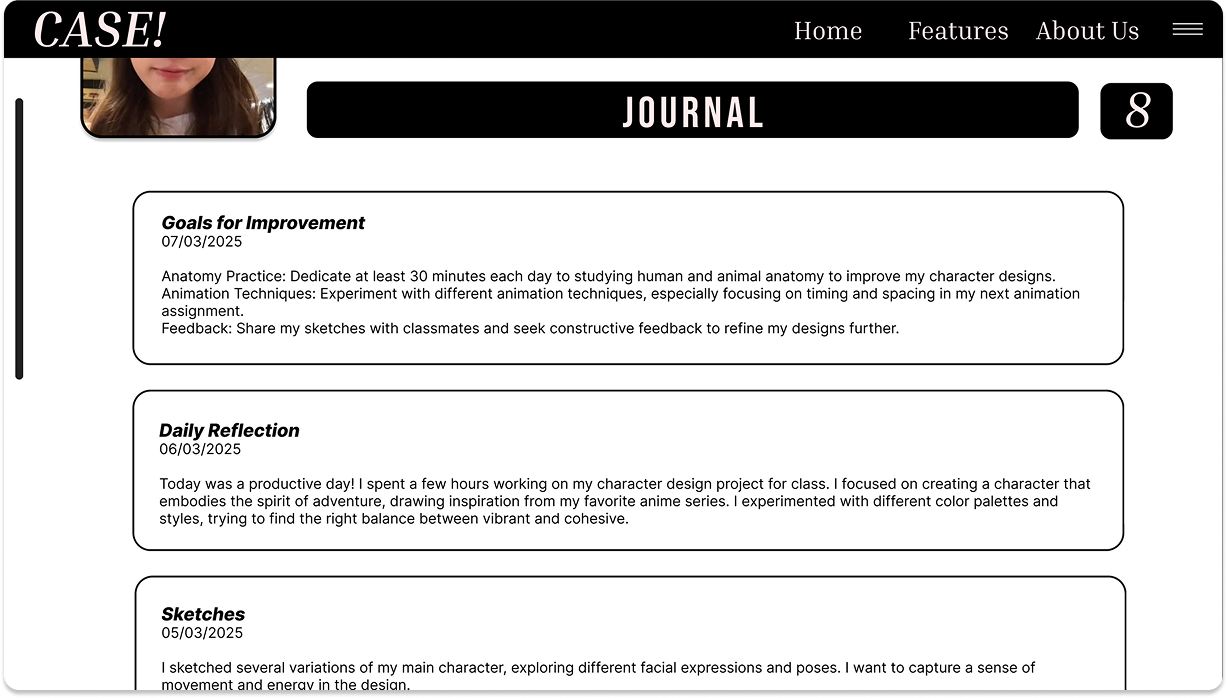 CASE!
Home Features About Us
JOURNAL
8
Goals for Improvement
07/03/2025
Anatomy Practice: Dedicate at least 30 minutes each day to studying human and animal anatomy to improve my character designs.
Animation Techniques: Experiment with different animation techniques, especially focusing on timing and spacing in my next animation
assignment.
Feedback: Share my sketches with classmates and seek constructive feedback to refine my designs further.
Daily Reflection
06/03/2025
Today was a productive day! I spent a few hours working on my character design project for class. I focused on creating a character that
embodies the spirit of adventure, drawing inspiration from my favorite anime series. I experimented with different color palettes and
styles, trying to find the right balance between vibrant and cohesive.
Sketches
05/03/2025
I sketched several variations of my main character, exploring different facial expressions and poses. I want to capture a sense of
movement and energy in the design.